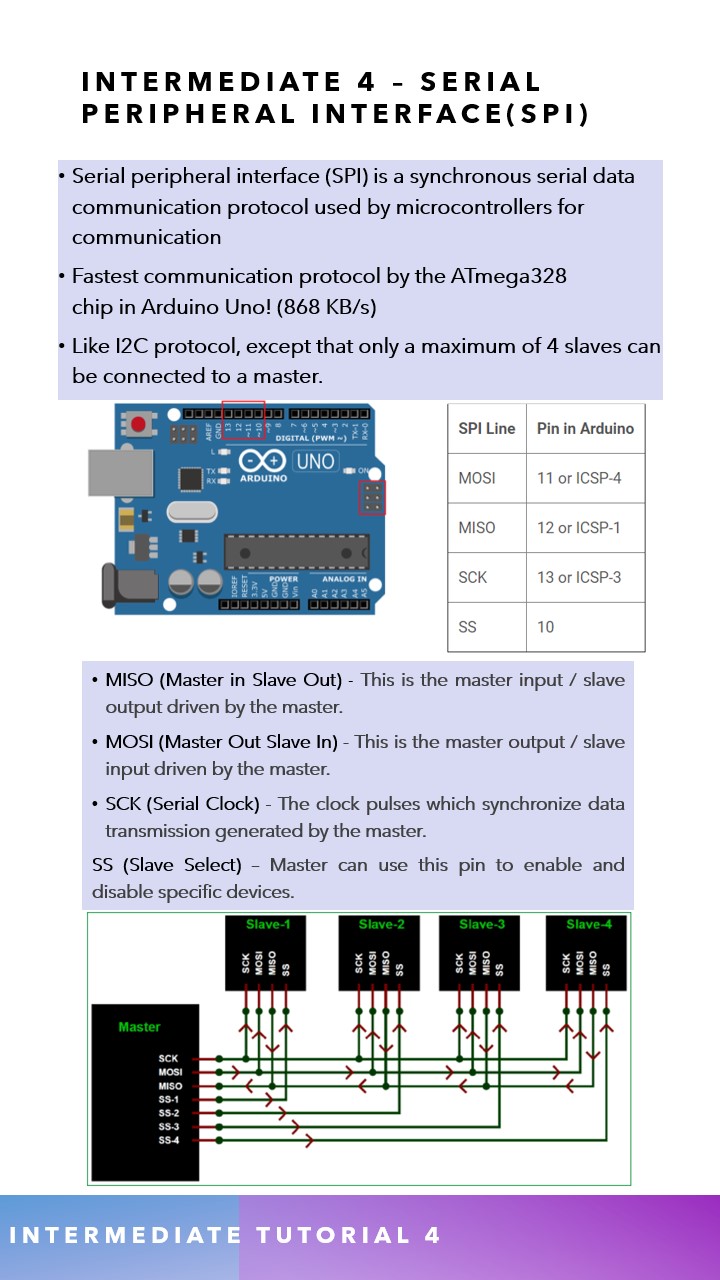 INTERMEDIATE 4 – SERIAL
PERIPHERAL INTERFACE(SPI)
• Serial peripheral interface (SPI) is a synchronous serial data
communication protocol used by microcontrollers for
communication
• Fastest communication protocol by the ATmega328
chip in Arduino Uno! (868 KB/s)
• Like I2C protocol, except that only a maximum of 4 slaves can
be connected to a master.
AREF
GND
13
12
~11
~10
~9
8
7
~6
~5
4
~3
2
TX-1
RX-0
DIGITAL (PWM ~)
L
TX
RX
ARDUINO
UNO
ON
POWER
ANALOG IN
IOREF
RESET
3.3V
5V
GND
GND
Vin
A0
A1
A2
A3
A4
A5
SPI Line Pin in Arduino
MOSI 11 or ICSP-4
MISO 12 or ICSP-1
SCK 13 or ICSP-3
SS 10
• MISO (Master in Slave Out) - This is the master input / slave
output driven by the master.
• MOSI (Master Out Slave In) - This is the master output / slave
input driven by the master.
• SCK (Serial Clock) - The clock pulses which synchronize data
transmission generated by the master.
SS (Slave Select) – Master can use this pin to enable and
disable specific devices.
Slave-1 Slave-2 Slave-3 Slave-4
SCK MOSI MISO SS SCK MOSI MISO SS SCK MOSI MISO SS SCK MOSI MISO SS
Master
SCK
MOSI
MISO
SS-1
SS-2
SS-3
SS-4
INTERMEDIATE TUTORIAL 4